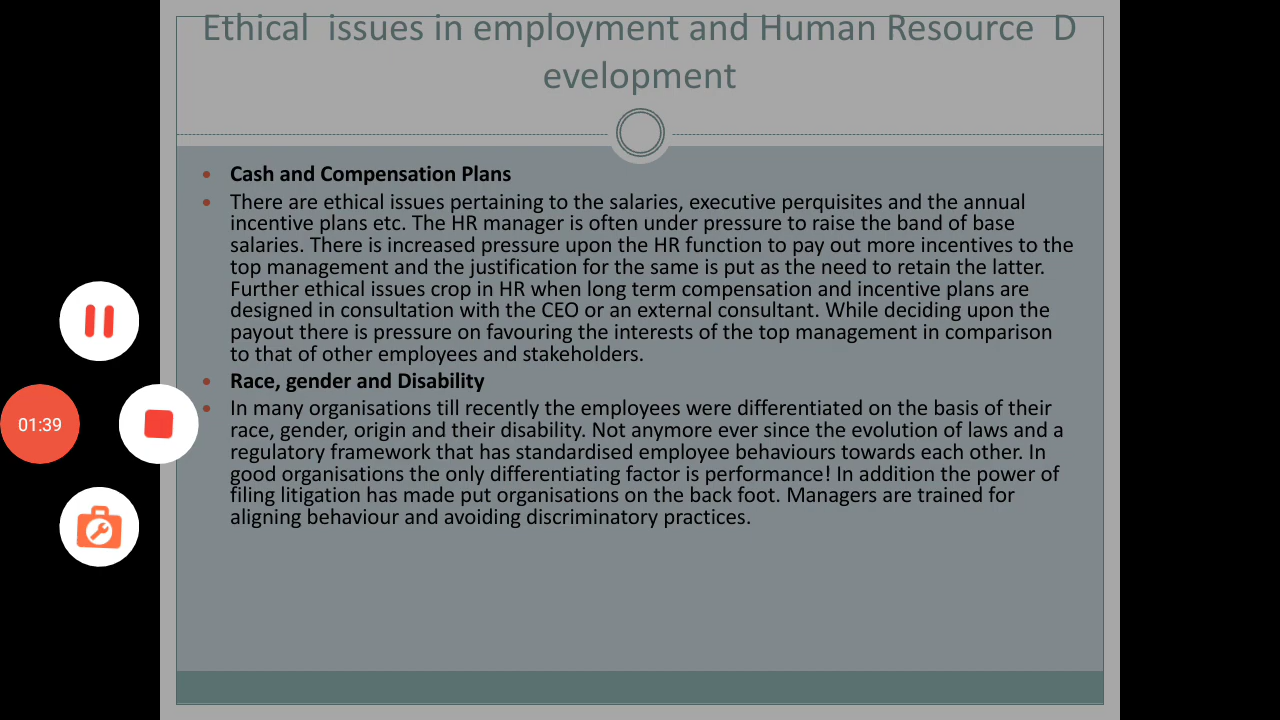 Ethical  issues in employment and Human Resource  D
evelopment
Cash and Compensation Plans
There are ethical issues pertaining to the salaries, executive perquisites and the annual
incentive plans etc. The HR manager is often under pressure to raise the band of base
salaries. There is increased pressure upon the HR function to pay out more incentives to the
top management and the justification for the same is put as the need to retain the latter.
Further ethical issues crop in HR when long term compensation and incentive plans are
designed in consultation with the CEO or an external consultant. While deciding upon the
payout there is pressure on favouring the interests of the top management in comparison
to that of other employees and stakeholders.
Race, gender and Disability
In many organisations till recently the employees were differentiated on the basis of their
race, gender, origin and their disability. Not anymore ever since the evolution of laws and a
regulatory framework that has standardised employee behaviours towards each other. In
good organisations the only differentiating factor is performance! In addition the power of
filing litigation has made put organisations on the back foot. Managers are trained for
aligning behaviour and avoiding discriminatory practices.
01:39